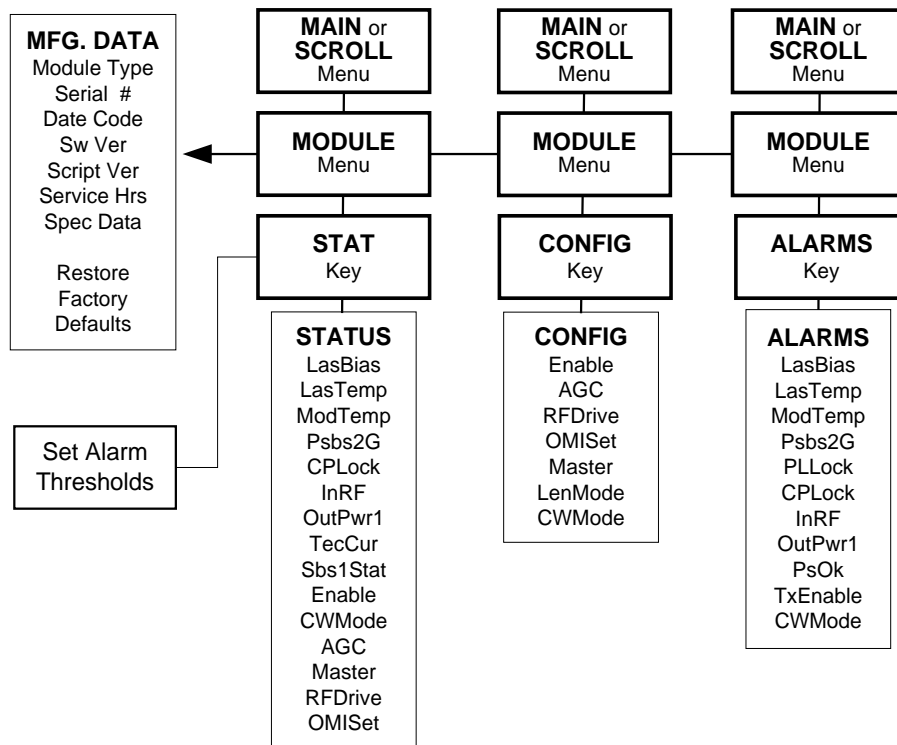 MFG. DATA
Module Type
Serial #
Date Code
Sw Ver
Script Ver
Service Hrs
Spec Data
Restore
Factory
Defaults
MAIN or
SCROLL
Menu
MODULE
Menu
STAT
Key
STATUS
LasBias
LasTemp
ModTemp
Psbs2G
CPLock
InRF
OutPwr1
TecCur
Sbs1Stat
Enable
CWMode
AGC
Master
RFDrive
OMISet
Set Alarm
Thresholds
MAIN or
SCROLL
Menu
MODULE
Menu
CONFIG
Key
CONFIG
Enable
AGC
RFDrive
OMISet
Master
LenMode
CWMode
MAIN or
SCROLL
Menu
MODULE
Menu
ALARMS
Key
ALARMS
LasBias
LasTemp
ModTemp
Psbs2G
PLLock
CPLock
InRF
OutPwr1
PsOk
TxEnable
CWMode